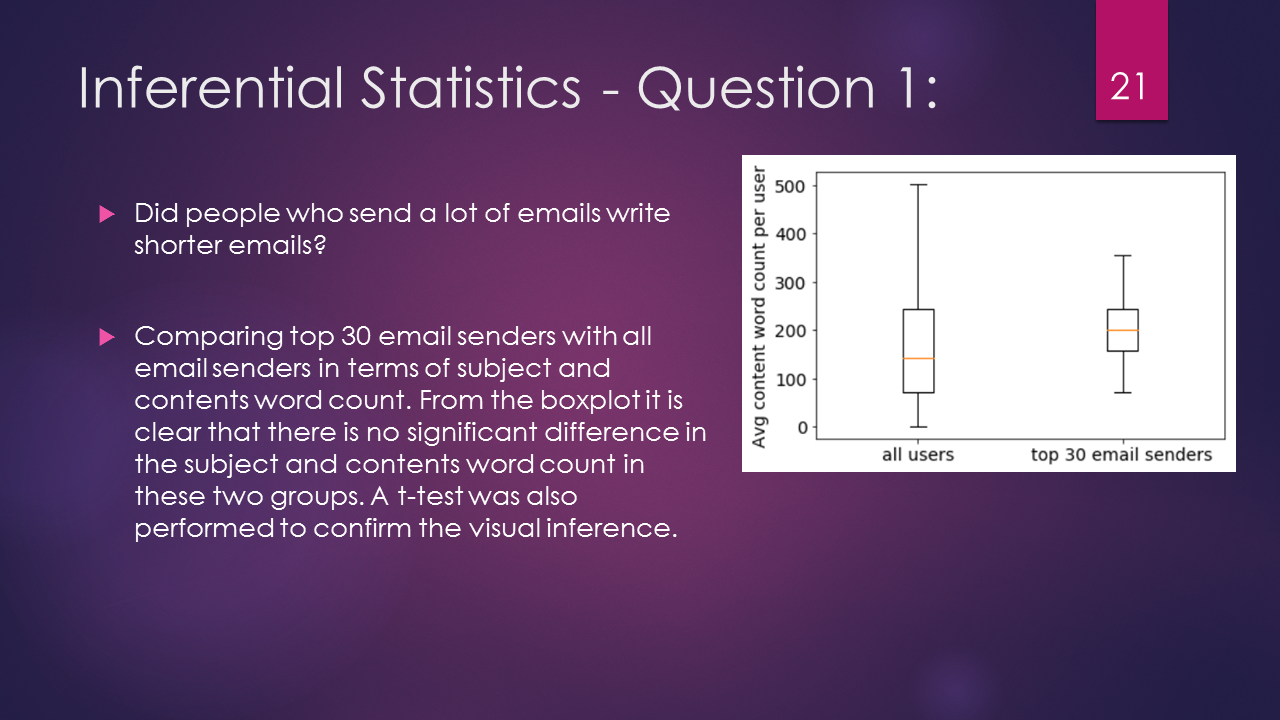 Inferential Statistics - Question 1:
21
Did people who send a lot of emails write
shorter emails?
Comparing top 30 email senders with all
email senders in terms of subject and
contents word count. From the boxplot it is
clear that there is no significant difference in
the subject and contents word count in
these two groups. A t-test was also
performed to confirm the visual inference.
Avg content word count per user
500
400
300
200
100
0
all users
top 30 email senders